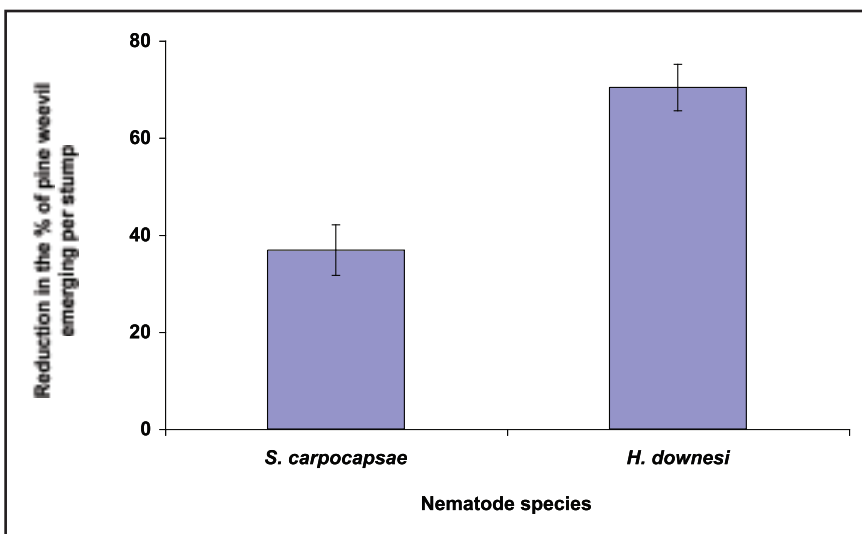 Reduction in the % of pine weevil
emerging per stump
80
60
40
20
0
S. carpocapsae
H. downesi
Nematode species